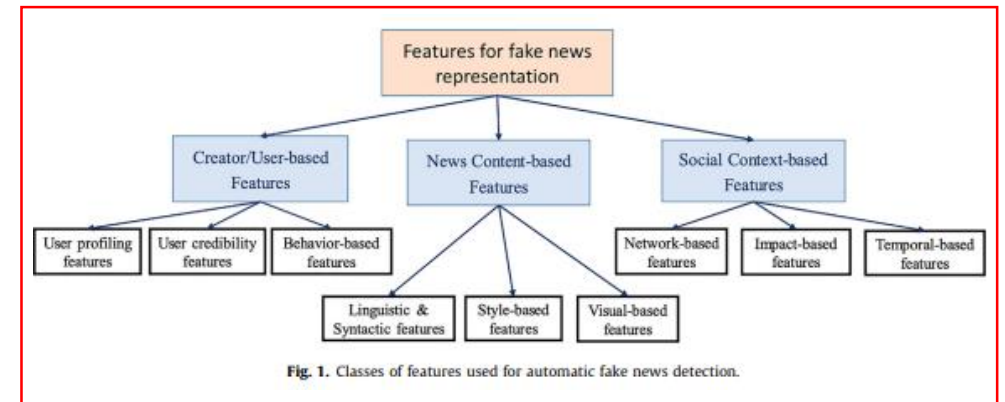 Features for fake news
representation
Creator/User-based
Features
News Content-based
Features
Social Context-based
Features
User profiling
features
User credibility
features
Behavior-based
features
Linguistic &
Syntactic features
Style-based
features
Visual-based
features
Network-based
features
Impact-based
features
Temporal-based
features
Fig. 1. Classes of features used for automatic fake news detection.